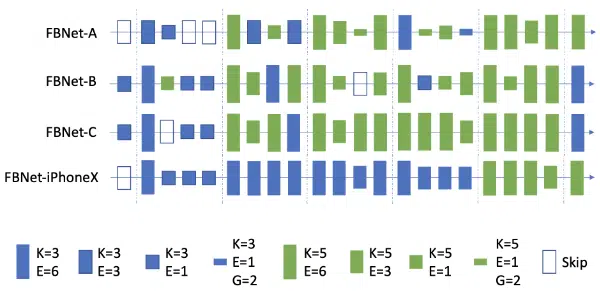 FBNet-A
FBNet-B
FBNet-C
FBNet-iPhoneX
K=3
E=6
K=3
E=3
K=3
E=1
K=3
E=1
G=2
K=5
E=6
K=5
E=3
K=5
E=1
K=5
E=1
G=2
Skip